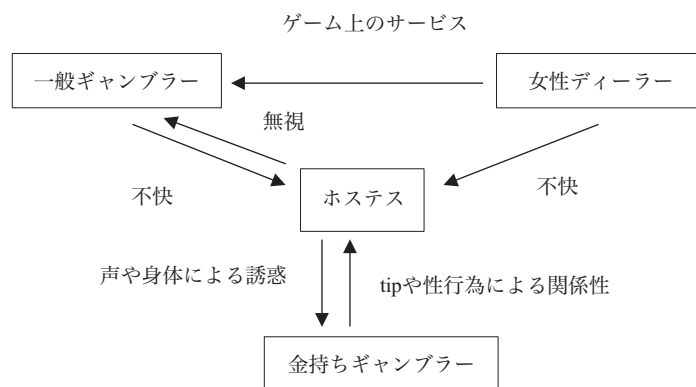 ゲーム上のサービス
一般ギャンブラー
女性ディーラー
無視
不快
不快
ホステス
声や身体による誘惑
tipや性行為による関係性
金持ちギャンブラー